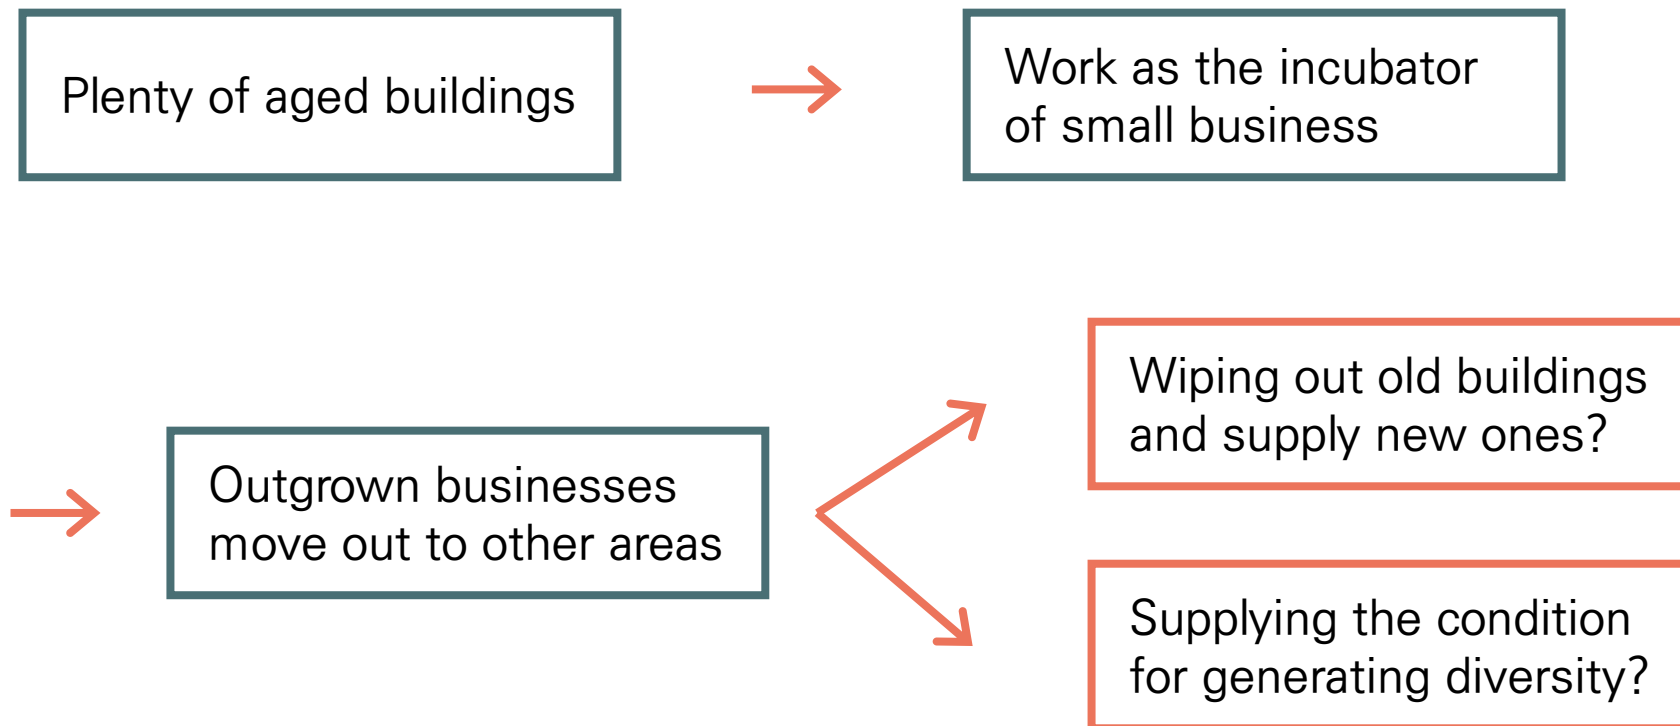 Plenty of aged buildings
Work as the incubator
of small business
Outgrown businesses
move out to other areas
Wiping out old buildings
and supply new ones?
Supplying the condition
for generating diversity?